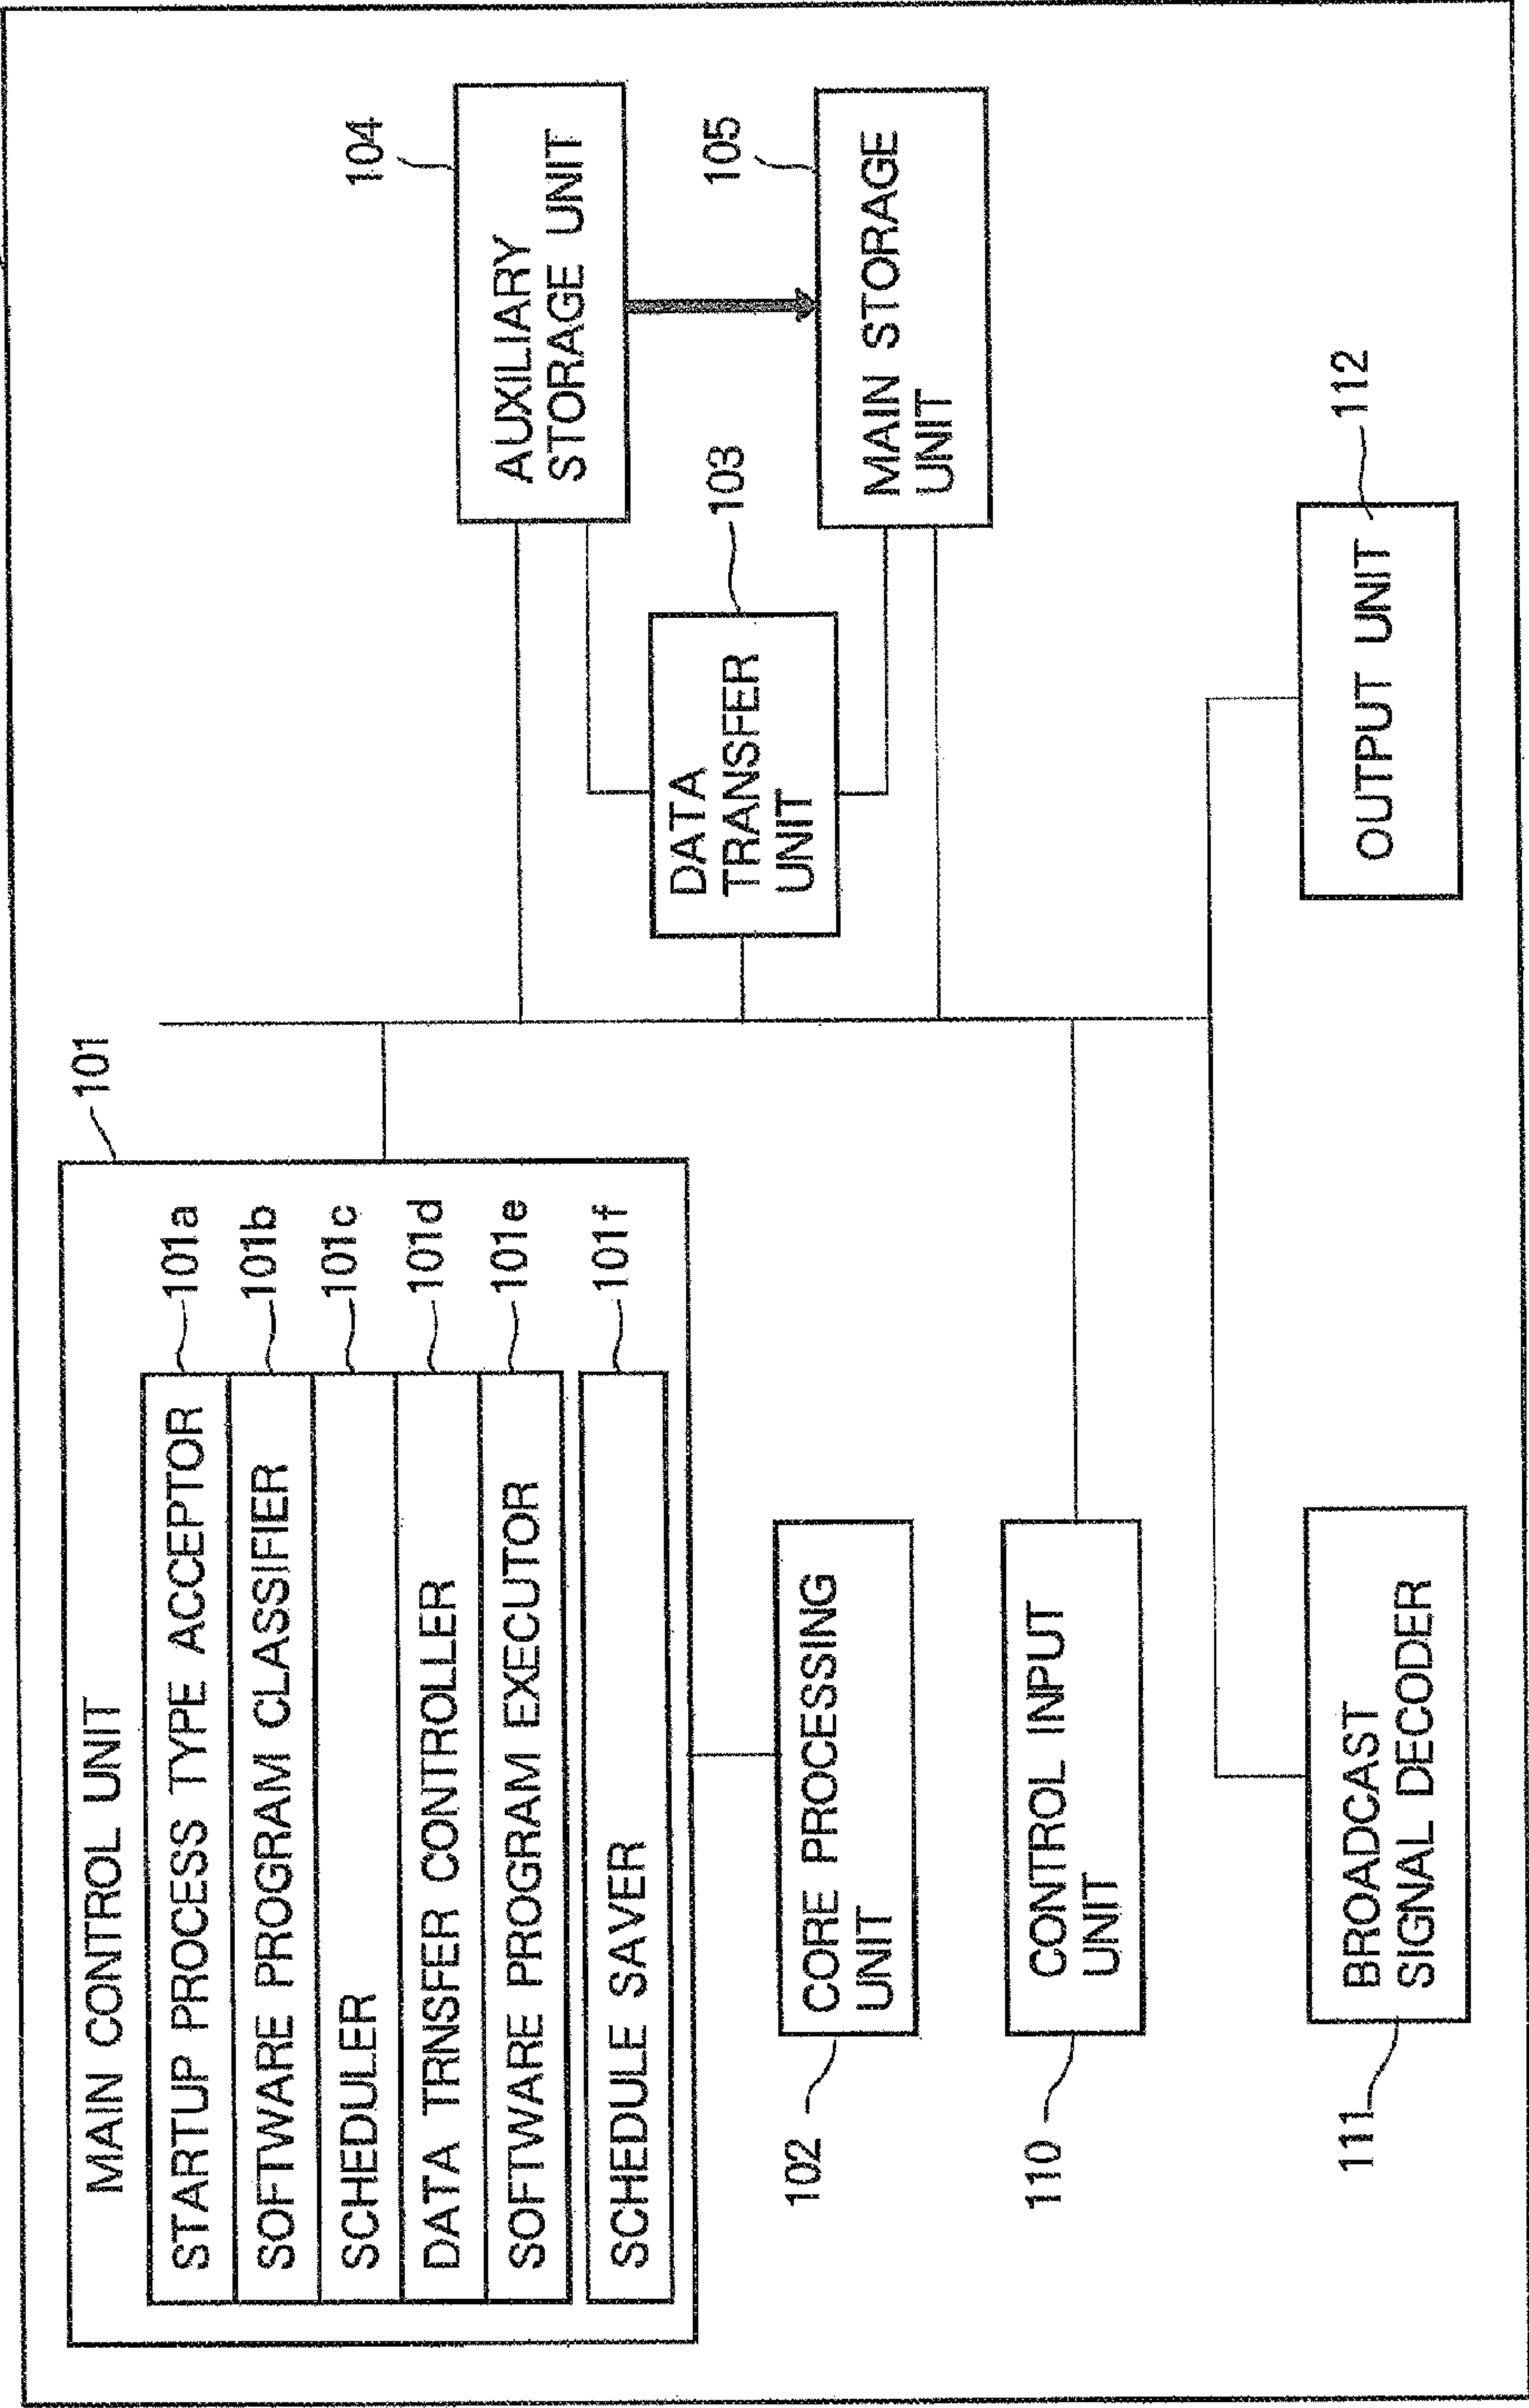 MAIN CONTROL UNIT
101
STARTUP PROCESS TYPE ACCEPTOR
101a
SOFTWARE PROGRAM CLASSIFIER
101b
SCHEDULER
101c
DATA TRNSFER CONTROLLER
101d
SOFTWARE PROGRAM EXECUTOR
101e
SCHEDULE SAVER
101f
104
AUXILIARY
STORAGE UNIT
103
DATA
TRANSFER
UNIT
105
MAIN STORAGE
UNIT
102
CORE PROCESSING
UNIT
110
CONTROL INPUT
UNIT
111
BROADCAST
SIGNAL DECODER
112
OUTPUT UNIT